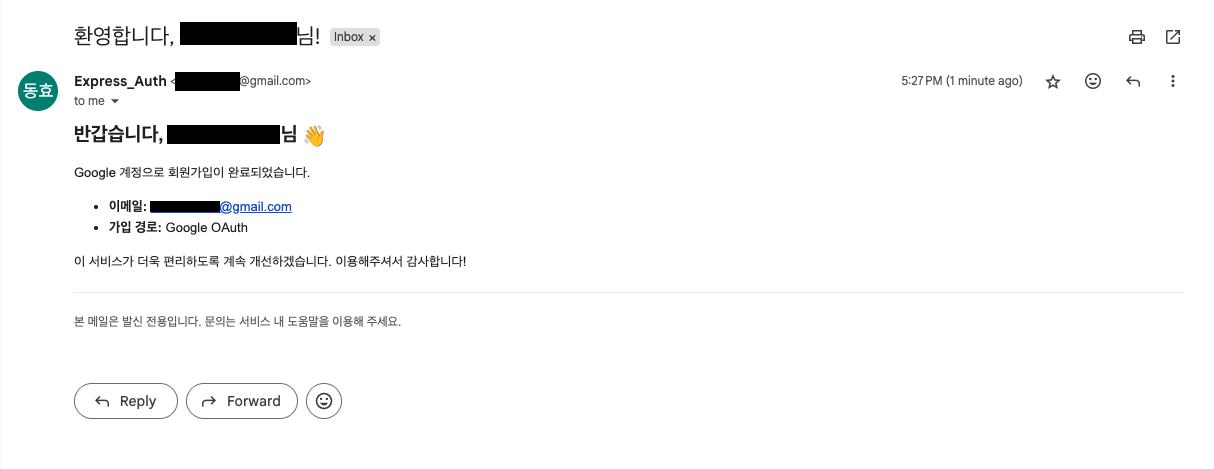 환영합니다, 님! Inbox ×
동효
Express_Auth < @gmail.com> 5:27 PM (1 minute ago)
to me
반갑습니다, 님 👋
Google 계정으로 회원가입이 완료되었습니다.
• 이메일: @gmail.com
• 가입 경로: Google OAuth
이 서비스가 더욱 편리하도록 계속 개선하겠습니다. 이용해주셔서 감사합니다!
본 메일은 발신 전용입니다. 문의는 서비스 내 도움말을 이용해 주세요.
Reply Forward